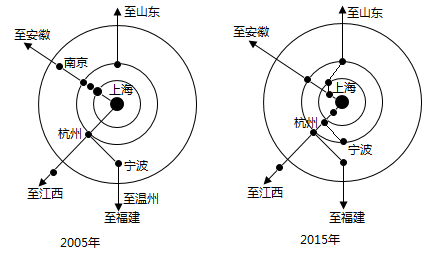 至山东
至安徽
南京
上海
杭州
宁波
至江西
至温州
至福建
2005年
至山东
至安徽
上海
杭州
宁波
至江西
至福建
2015年